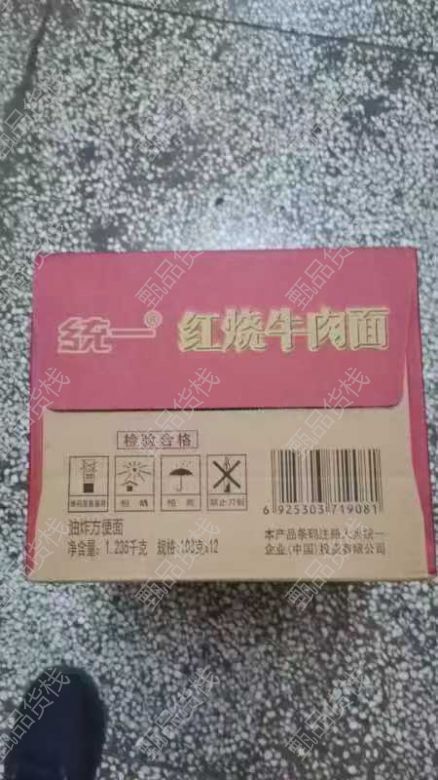 统一® 红烧牛肉面
检验合格
怕晒
怕雨
禁止刀割
6 925303 719081
油炸方便面
净含量：1.236千克 规格：103克x12
本产品条码注册人为统一
企业(中国)投资有限公司
甄品货栈